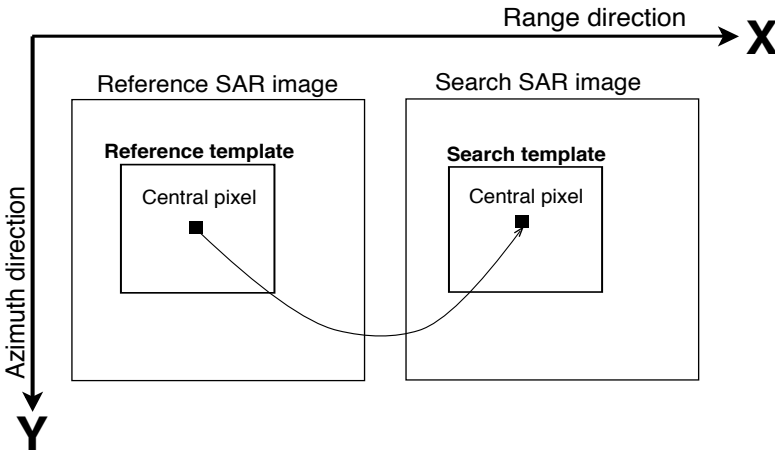 Range direction
X
Reference SAR image
Search SAR image
Reference template
Search template
Central pixel
Central pixel
Azimuth direction
Y